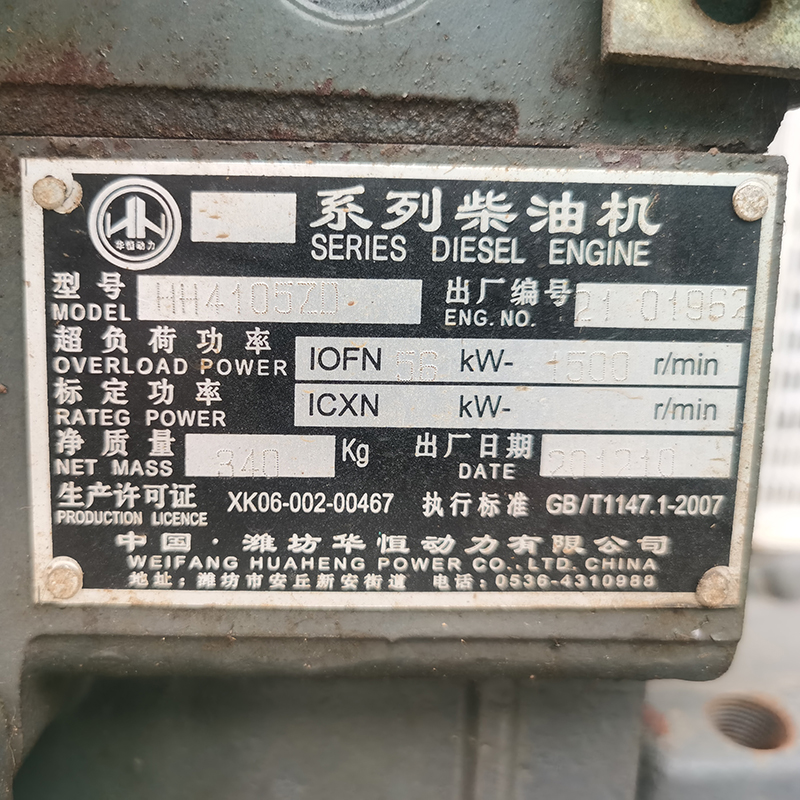 华恒动力
系列柴油机
SERIES DIESEL ENGINE
型号 HH4105ZD 出厂编号 21 01962
MODEL ENG.NO.
超负荷功率 IOFN 56 kW- 1500 r/min
OVERLOAD POWER
标定功率 ICXN kW- r/min
RATEG POWER
净质量 340 Kg 出厂日期 201210
NET MASS DATE
生产许可证 XK06-002-00467 执行标准 GB/T1147.1-2007
PRODUCTION LICENCE
中国·潍坊华恒动力有限公司
WEIFANG HUAHENG POWER CO.,LTD.CHINA
地址：潍坊市安丘新安街道 电话：0536-4310988